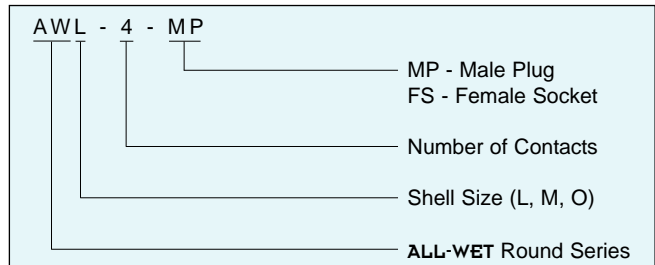 AWL - 4 - MP
MP - Male Plug
FS - Female Socket
Number of Contacts
Shell Size (L, M, O)
ALL-WET Round Series